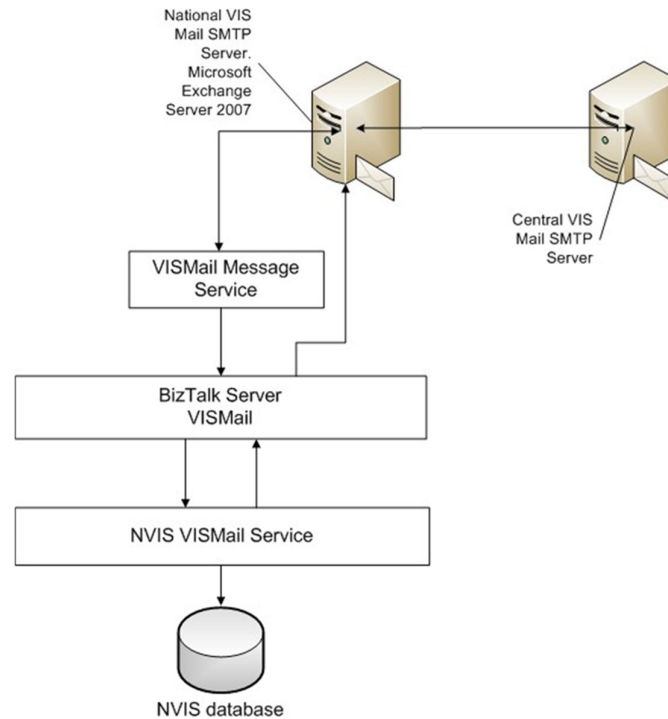 National VIS
Mail SMTP
Server.
Microsoft
Exchange
Server 2007
Central VIS
Mail SMTP
Server
VISMail Message
Service
BizTalk Server
VISMail
NVIS VISMail Service
NVIS database